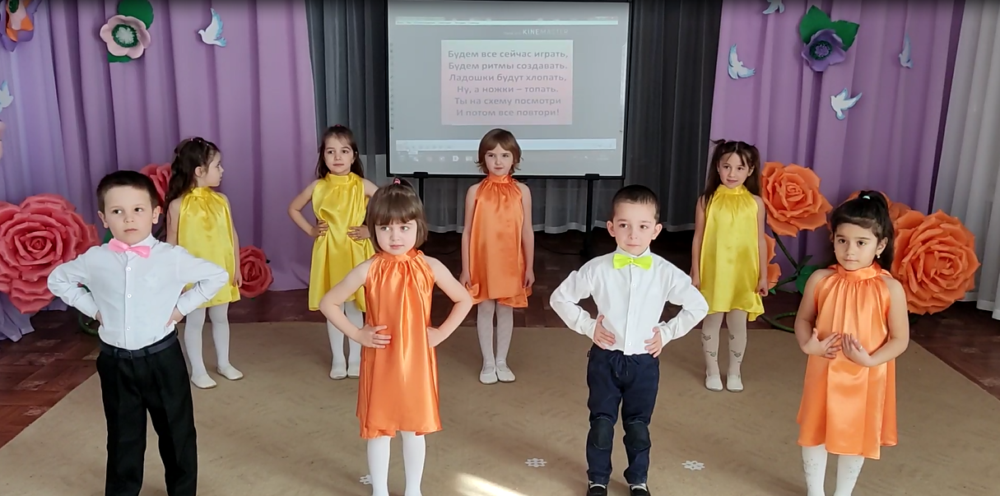 KINEMASTER
Будем все сейчас играть,
Будем ритмы создавать.
Ладошки будут хлопать,
Ну, а ножки – топать.
Ты на схему посмотри
И потом все повтори!